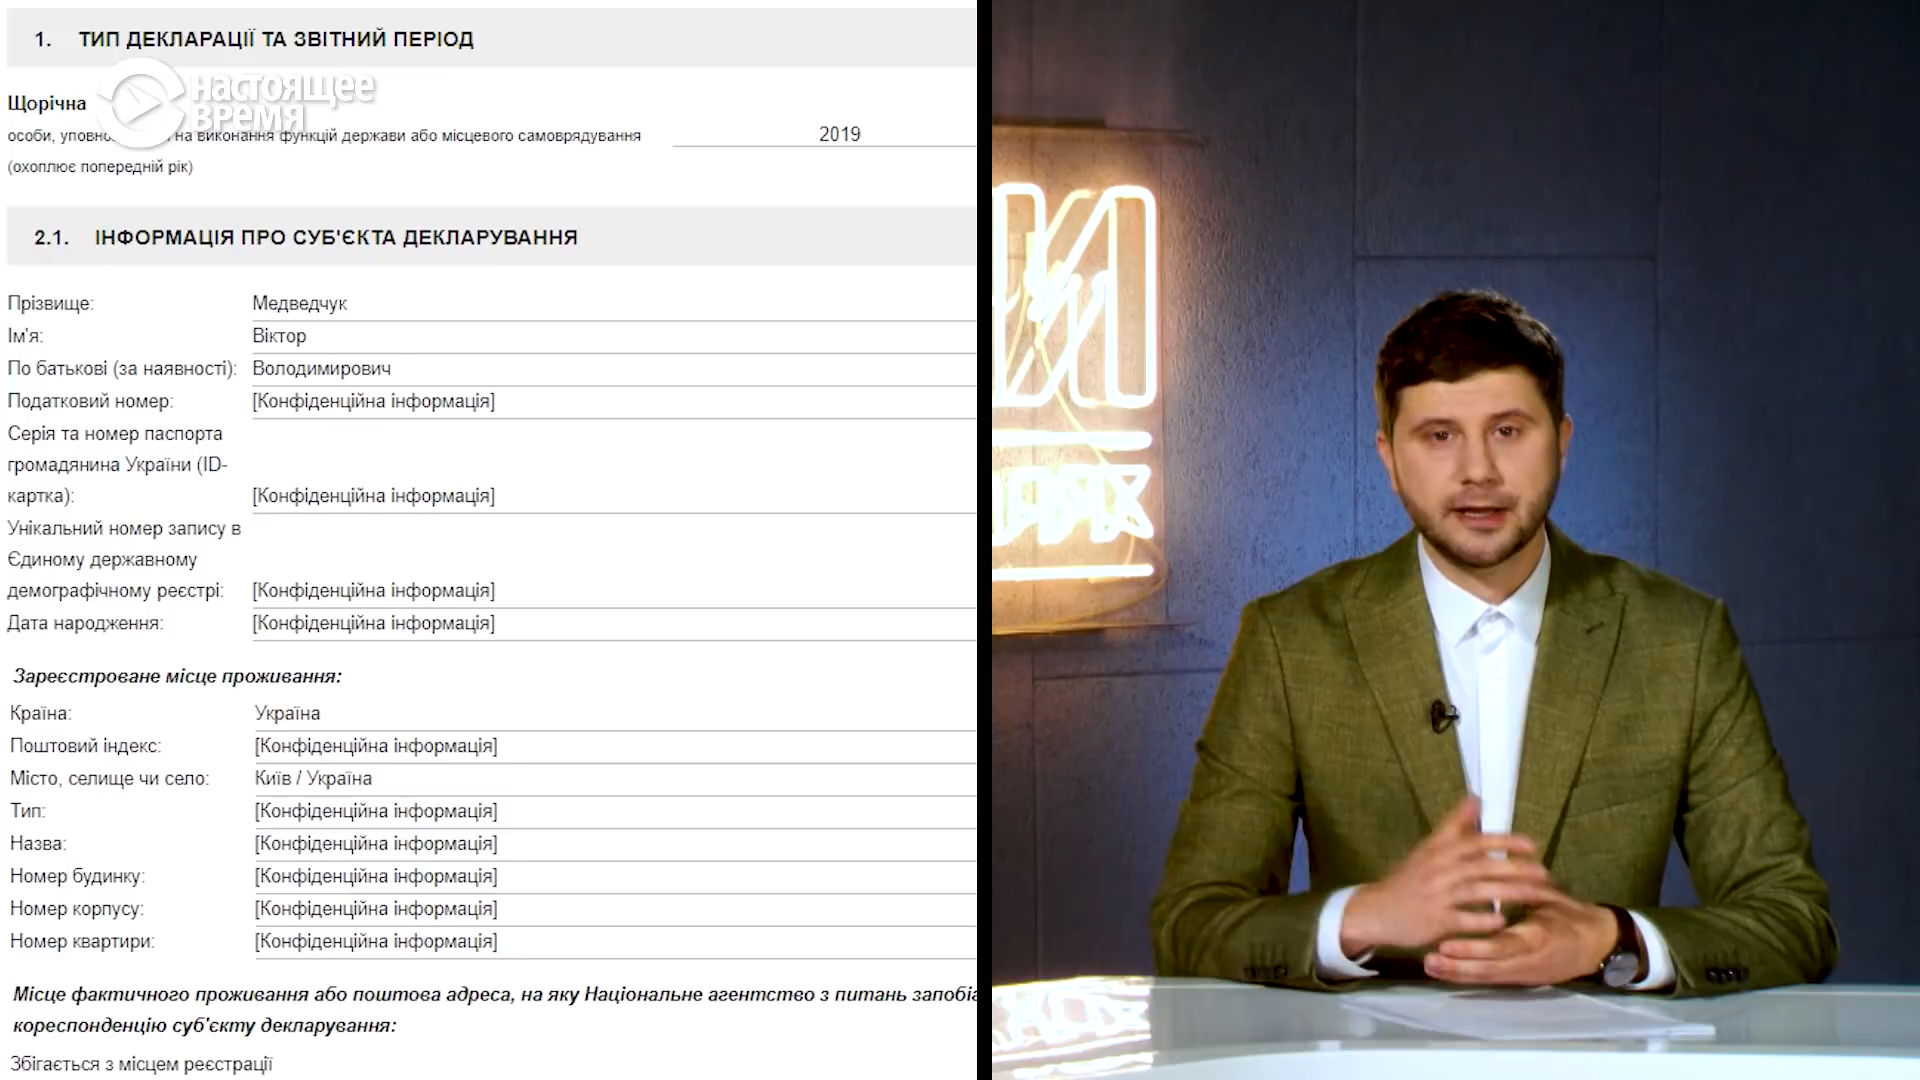 1. ТИП ДЕКЛАРАЦІЇ ТА ЗВІТНИЙ ПЕРІОД
настоящее
время
Щорічна
особи, на виконання функцій держави або місцевого самоврядування 2019
(охоплює попередній рік)
2.1. ІНФОРМАЦІЯ ПРО СУБ'ЄКТА ДЕКЛАРУВАННЯ
Прізвище: Медведчук
Ім'я: Віктор
По батькові (за наявності): Володимирович
Податковий номер: [Конфіденційна інформація]
Серія та номер паспорта
громадянина України (ID-
картка): [Конфіденційна інформація]
Унікальний номер запису в
Єдиному державному
демографічному реєстрі: [Конфіденційна інформація]
Дата народження: [Конфіденційна інформація]
Зареєстроване місце проживання:
Країна: Україна
Поштовий індекс: [Конфіденційна інформація]
Місто, селище чи село: Київ / Україна
Тип: [Конфіденційна інформація]
Назва: [Конфіденційна інформація]
Номер будинку: [Конфіденційна інформація]
Номер корпусу: [Конфіденційна інформація]
Номер квартири: [Конфіденційна інформація]
Місце фактичного проживання або поштова адреса, на яку Національне агентство з питань
кореспонденцію суб'єкту декларування:
Збігається з місцем реєстрації